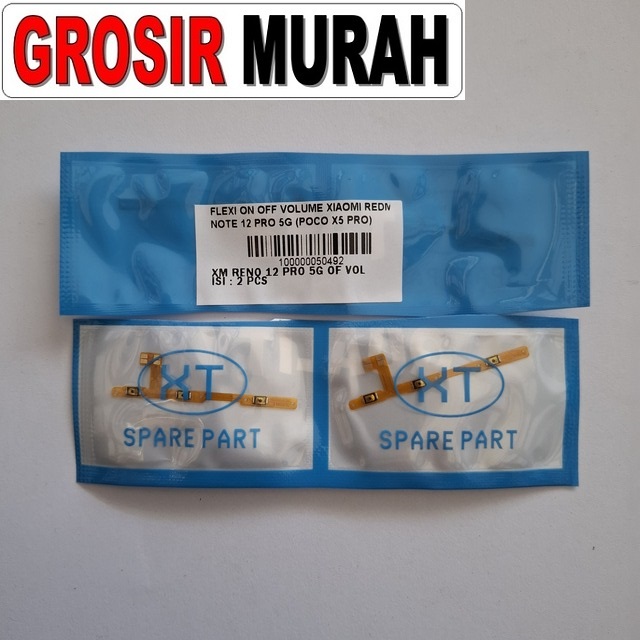 GROSIR MURAH
FLEXI ON OFF VOLUME XIAOMI REDM
NOTE 12 PRO 5G (POCO X5 PRO)
100000050492
XM RENO 12 PRO 5G OF VOL
ISI : 2 PCS
XT
SPARE PART
XT
SPARE PART